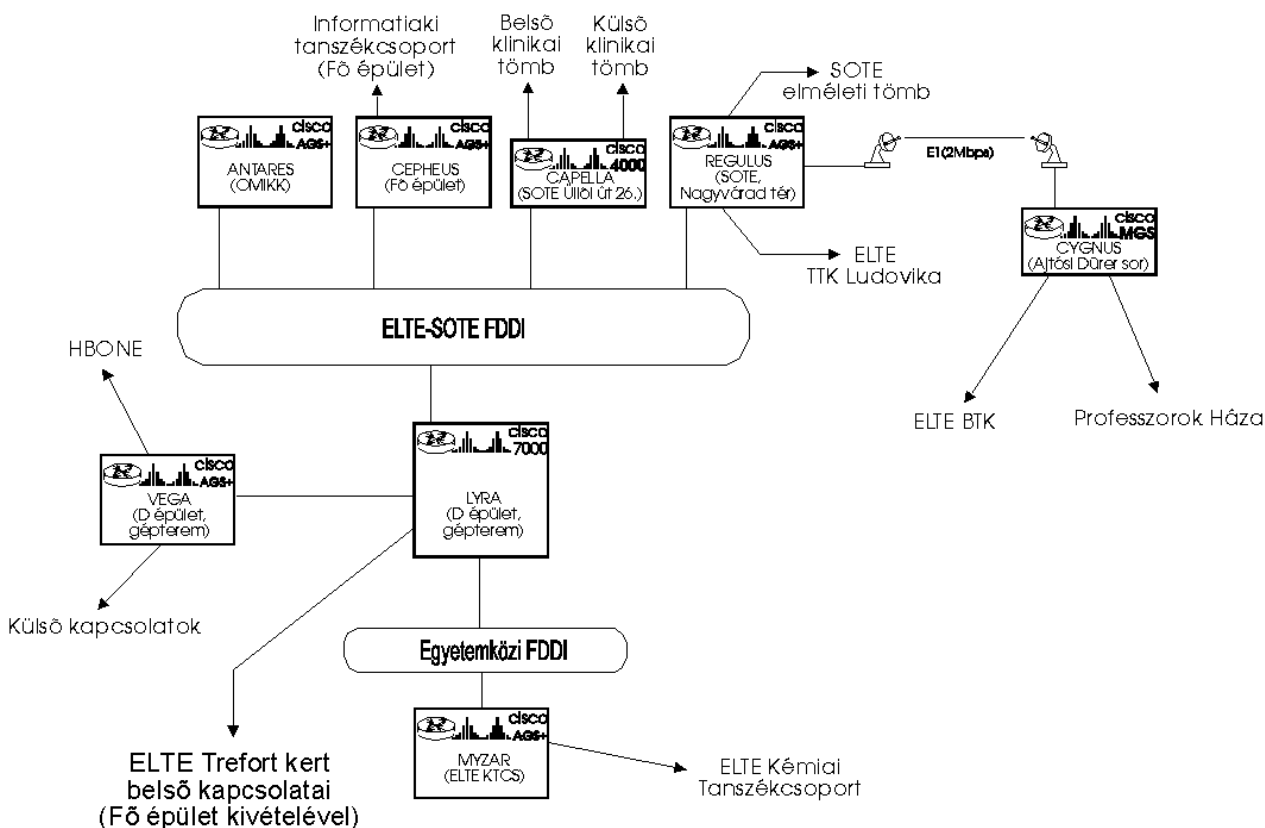 Informatiaki
tanszékcsoport
(Fõ épület)
Belsõ
klinikai
tömb
Külsõ
klinikai
tömb
SOTE
elméleti tömb
cisco
AGS+
ANTARES
(OMIKK)
cisco
AGS+
CEPHEUS
(Fõ épület)
cisco
4000
CAPELLA
(SOTE Üllõi út 26.)
cisco
AGS+
REGULUS
(SOTE,
Nagyvárad tér)
E1(2Mbps)
cisco
MGS
CYGNUS
(Ajtósi Dürer sor)
ELTE
TTK Ludovika
ELTE-SOTE FDDI
HBONE
ELTE BTK
Professzorok Háza
cisco
AGS+
VEGA
(D épület,
gépterem)
cisco
7000
LYRA
(D épület,
gépterem)
Külsõ kapcsolatok
Egyetemközi FDDI
cisco
AGS+
MYZAR
(ELTE KTCS)
ELTE Trefort kert
belsõ kapcsolatai
(Fõ épület kivételével)
ELTE Kémiai
Tanszékcsoport